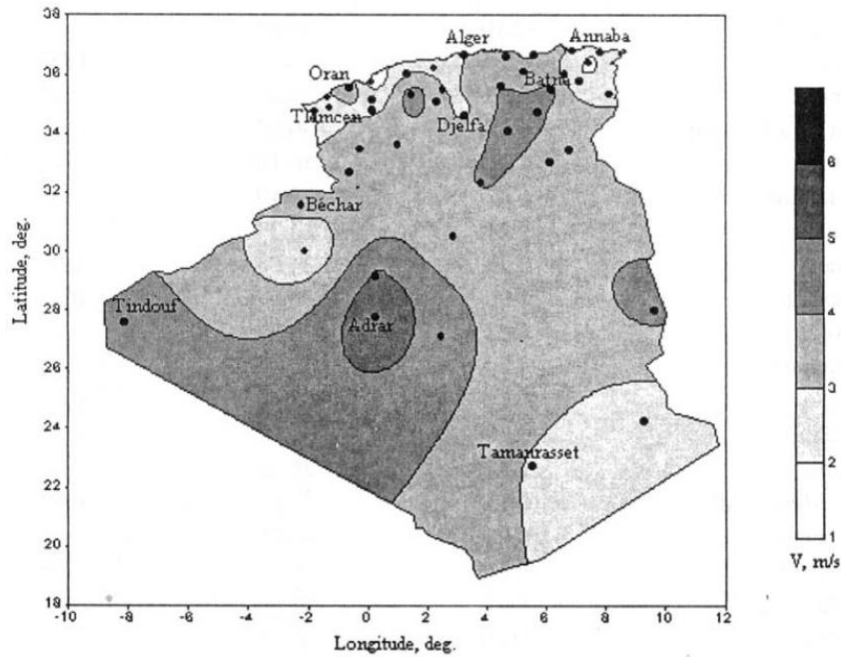 38
36
34
32
30
28
26
24
22
20
18
Latitude, deg.
Alger
Annaba
Oran
Batna
Tlimcen
Djelfa
Béchar
Tindouf
Adrar
Tamanrasset
-10 -8 -6 -4 -2 0 2 4 6 8 10 12
Longitude, deg.
6
5
4
3
2
1
V, m/s